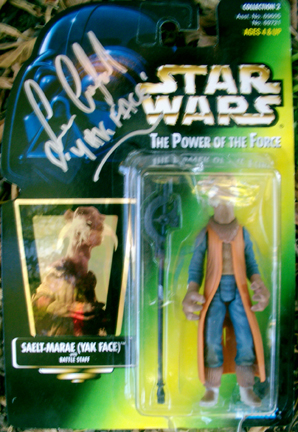 COLLECTION 2
AGES 4 & UP
"YAK FACE"
STAR
WARS
THE POWER OF THE FORCE
SAELT-MARAE (YAK FACE)
WITH
BATTLE STAFF